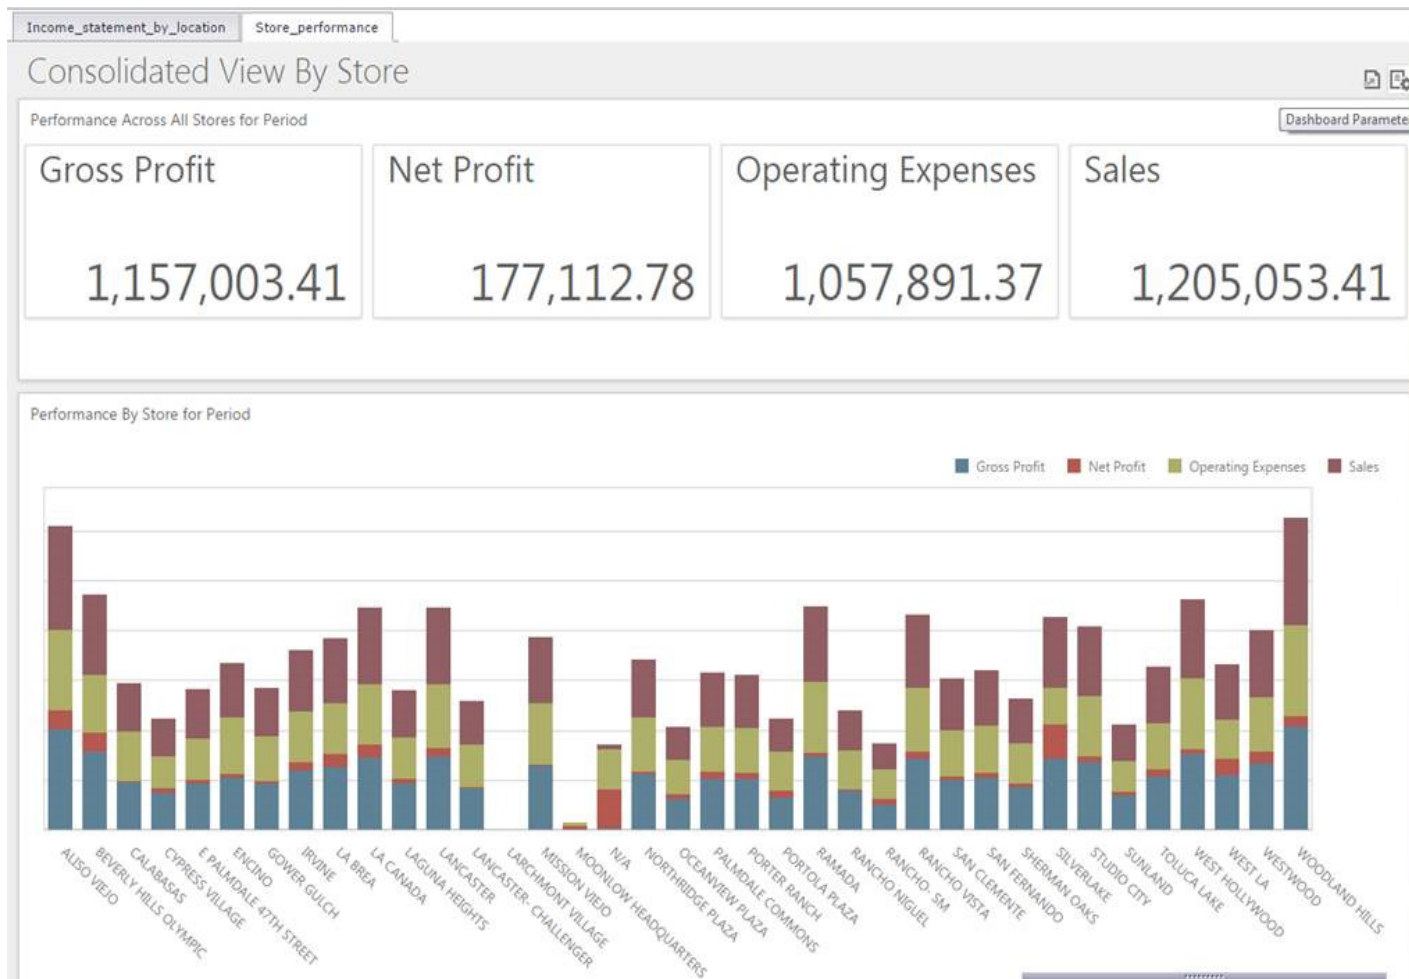 Income_statement_by_location Store_performance
Consolidated View By Store
Performance Across All Stores for Period
Dashboard Paramete
Gross Profit Net Profit Operating Expenses Sales
1,157,003.41 177,112.78 1,057,891.37 1,205,053.41
Performance By Store for Period
Gross Profit Net Profit Operating Expenses Sales
ALISO VIEJO
BEVERLY HILLS OLYMPIC
CALABASAS
CYPRESS VILLAGE
E PALMDALE 47TH STREET
ENCINO
GOWER GULCH
IRVINE
LA BREA
LA CANADA
LAGUNA HEIGHTS
LANCASTER
LANCASTER- CHALLENGER
LARCHMONT VILLAGE
MISSION VIEJO
MOONLOW HEADQUARTERS
N/A
NORTHRIDGE PLAZA
OCEANVIEW PLAZA
PALMDALE COMMONS
PORTER RANCH
PORTOLA PLAZA
RAMADA
RANCHO NIGUEL
RANCHO- SM
RANCHO VISTA
SAN CLEMENTE
SAN FERNANDO
SHERMAN OAKS
SILVERLAKE
STUDIO CITY
SUNLAND
TOLUCA LAKE
WEST HOLLYWOOD
WEST LA
WESTWOOD
WOODLAND HILLS